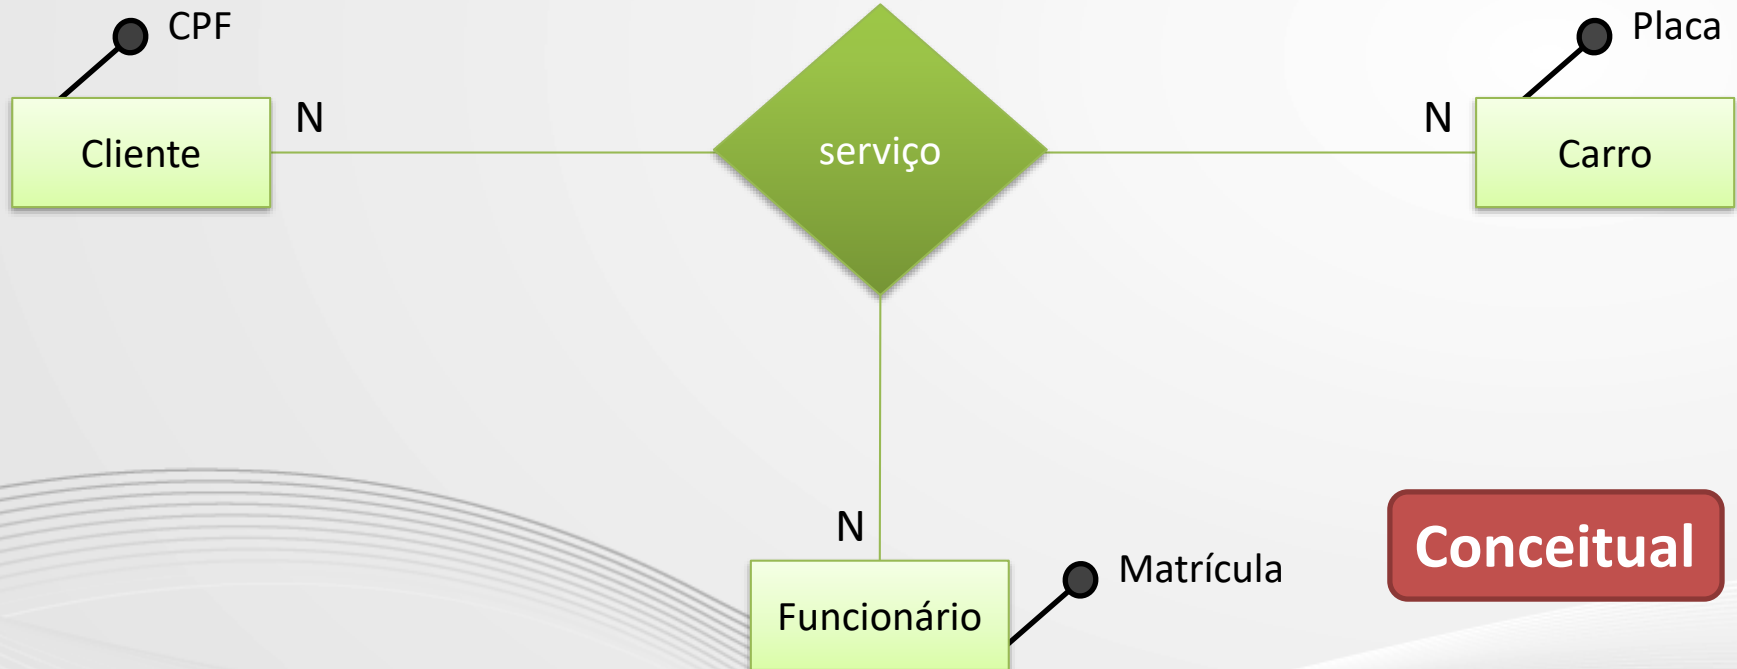 CPF
Placa
N
N
Cliente
serviço
Carro
N
Matrícula
Conceitual
Funcionário